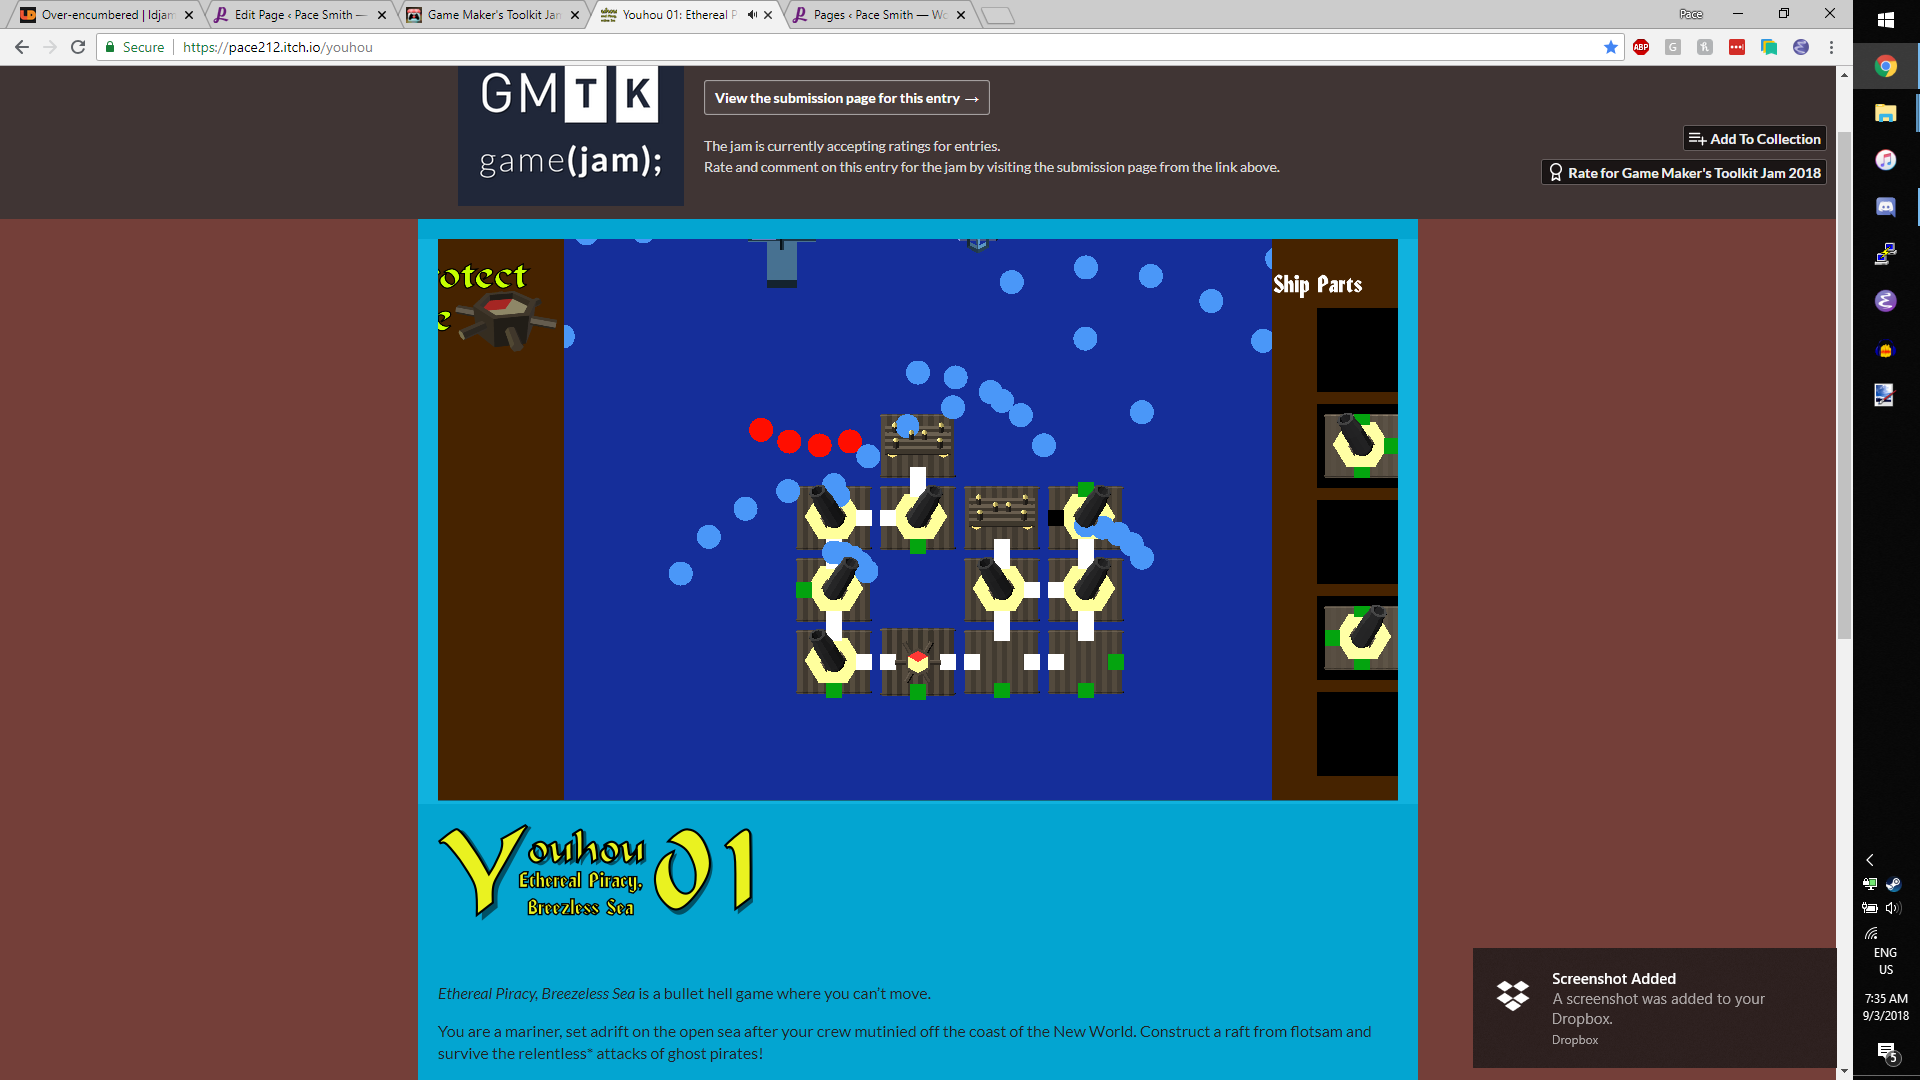 Over-encumbered | ldjam
Edit Page ‹ Pace Smith —
Game Maker's Toolkit Jam
Youhou 01: Ethereal P
Pages ‹ Pace Smith — Wo
Pace
Secure
https://pace212.itch.io/youhou
ABP
GMTK
game(jam);
View the submission page for this entry →
The jam is currently accepting ratings for entries.
Rate and comment on this entry for the jam by visiting the submission page from the link above.
Add To Collection
Rate for Game Maker's Toolkit Jam 2018
otect
e
Ship Parts
Youhou 01
Ethereal Piracy,
Breezless Sea
Ethereal Piracy, Breezeless Sea is a bullet hell game where you can't move.
You are a mariner, set adrift on the open sea after your crew mutinied off the coast of the New World. Construct a raft from flotsam and
survive the relentless* attacks of ghost pirates!
Screenshot Added
A screenshot was added to your
Dropbox.
Dropbox
ENG
US
7:35 AM
9/3/2018
5